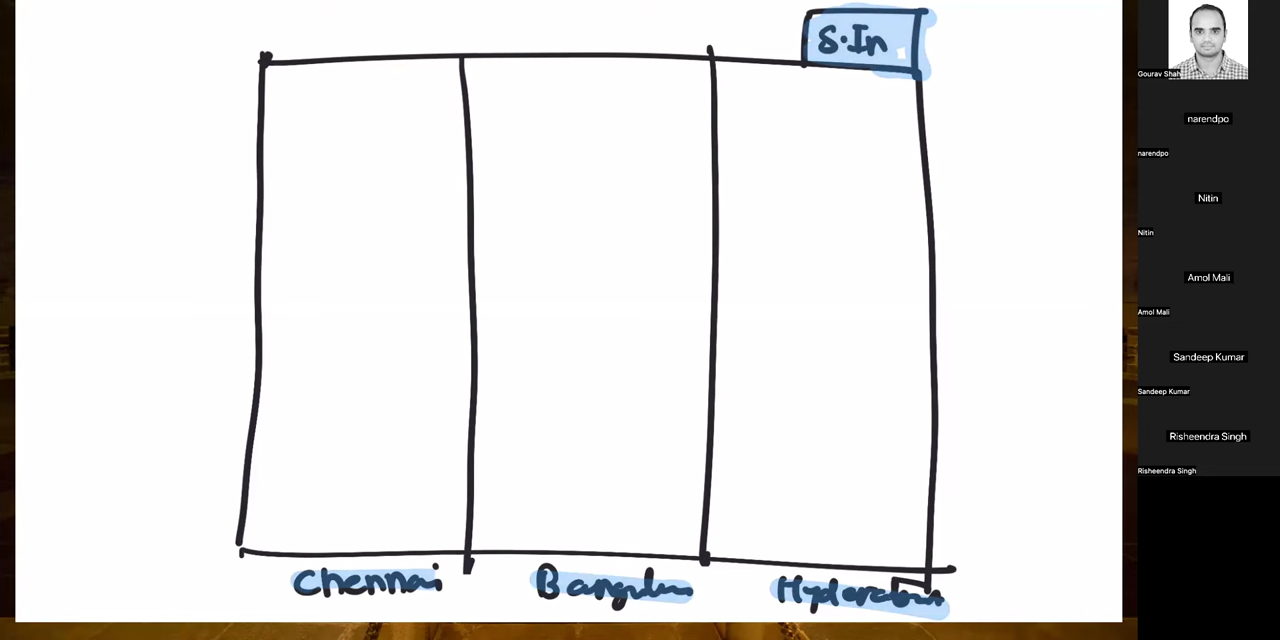 S.In
Chennai
Bangalore
Hyderabad
Gourav Shah
narendpo
narendpo
Nitin
Nitin
Amol Mali
Amol Mali
Sandeep Kumar
Sandeep Kumar
Risheendra Singh
Risheendra Singh